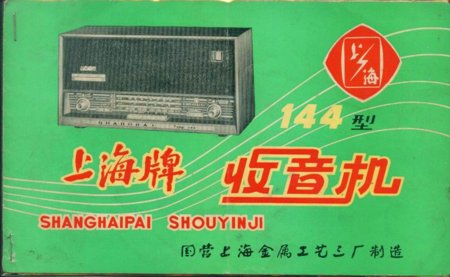 上海
144型
SHANGHAI
上海牌 收音机
SHANGHAIPAI SHOUYINJI
国营上海金属工艺三厂制造